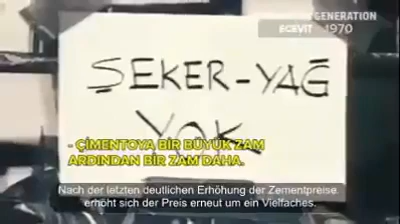 GENERATION
ECEVIT
1970
ŞEKER-YAĞ
YOK
- ÇİMENTOYA BİR BÜYÜK ZAM
ARDINDAN BİR ZAM DAHA.
Nach der letzten deutlichen Erhöhung der Zementpreise,
erhöht sich der Preis erneut um ein Vielfaches.